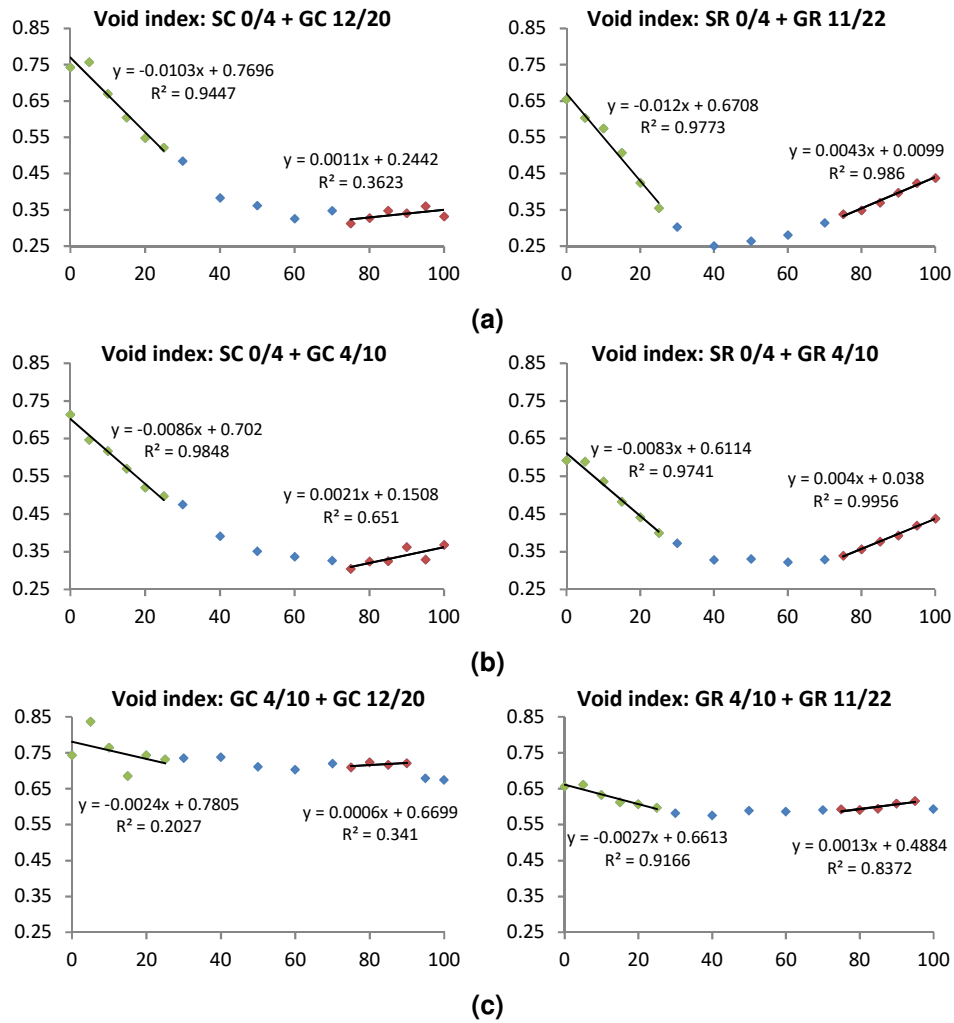 Void index: SC 0/4 + GC 12/20
0.85
0.75
0.65
0.55
0.45
0.35
0.25
y = -0.0103x + 0.7696
R² = 0.9447
y = 0.0011x + 0.2442
R² = 0.3623
0 20 40 60 80 100
Void index: SR 0/4 + GR 11/22
0.85
0.75
0.65
0.55
0.45
0.35
0.25
y = -0.012x + 0.6708
R² = 0.9773
y = 0.0043x + 0.0099
R² = 0.986
0 20 40 60 80 100
(a)
Void index: SC 0/4 + GC 4/10
0.85
0.75
0.65
0.55
0.45
0.35
0.25
y = -0.0086x + 0.702
R² = 0.9848
y = 0.0021x + 0.1508
R² = 0.651
0 20 40 60 80 100
Void index: SR 0/4 + GR 4/10
0.85
0.75
0.65
0.55
0.45
0.35
0.25
y = -0.0083x + 0.6114
R² = 0.9741
y = 0.004x + 0.038
R² = 0.9956
0 20 40 60 80 100
(b)
Void index: GC 4/10 + GC 12/20
0.85
0.75
0.65
0.55
0.45
0.35
0.25
y = -0.0024x + 0.7805
R² = 0.2027
y = 0.0006x + 0.6699
R² = 0.341
0 20 40 60 80 100
Void index: GR 4/10 + GR 11/22
0.85
0.75
0.65
0.55
0.45
0.35
0.25
y = -0.0027x + 0.6613
R² = 0.9166
y = 0.0013x + 0.4884
R² = 0.8372
0 20 40 60 80 100
(c)